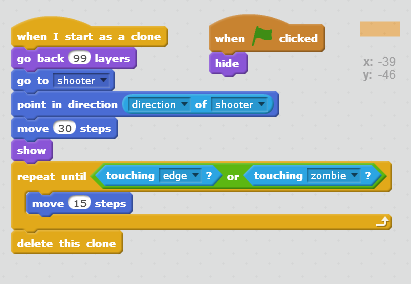 when I start as a clone
go back 99 layers
go to shooter
point in direction direction of shooter
move 30 steps
show
repeat until touching edge ? or touching zombie ?
move 15 steps
delete this clone
when clicked
hide
x: -39
y: -46